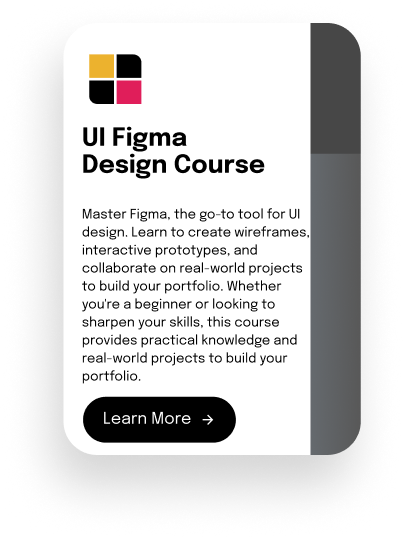 UI Figma
Design Course
Master Figma, the go-to tool for UI
design. Learn to create wireframes,
interactive prototypes, and
collaborate on real-world projects
to build your portfolio. Whether
you're a beginner or looking to
sharpen your skills, this course
provides practical knowledge and
real-world projects to build your
portfolio.
Learn More →